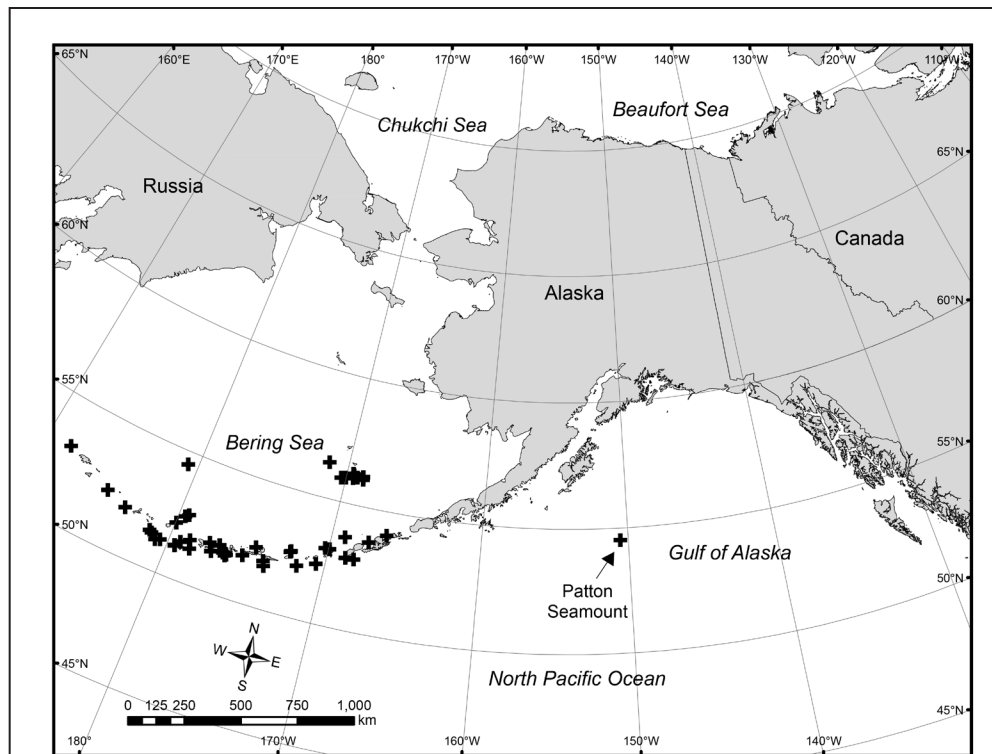 65°N
160°E 170°E 180° 170°W 160°W 150°W 140°W 130°W 120°W 110°W
Chukchi Sea
Beaufort Sea
65°N
Russia
60°N
Canada
Alaska
60°N
55°N
Bering Sea
55°N
50°N
Gulf of Alaska
50°N
Patton
Seamount
N
W E
S
45°N
North Pacific Ocean
45°N
0 125 250 500 750 1,000
km
180° 170°W 160°W 150°W 140°W